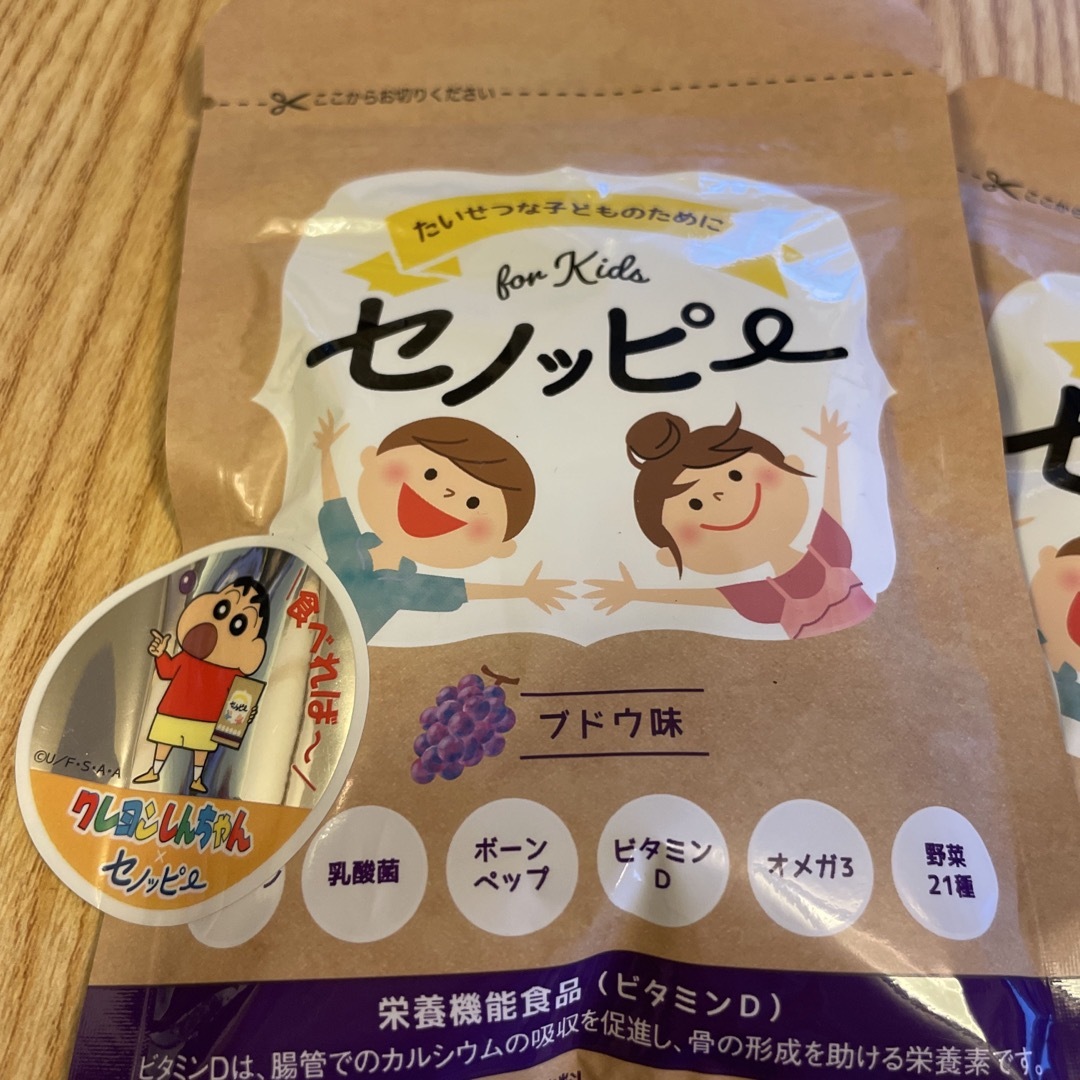 ここからお切りください
たいせつな子どものために
for Kids
セノッピー
食べれば〜
©U/F・S・A・A
クレヨンしんちゃん
×
セノッピー
ブドウ味
乳酸菌
ボーン
ペップ
ビタミン
D
オメガ3
野菜
21種
栄養機能食品（ビタミンD）
ビタミンDは、腸管でのカルシウムの吸収を促進し、骨の形成を助ける栄養素です。
ここから
セ